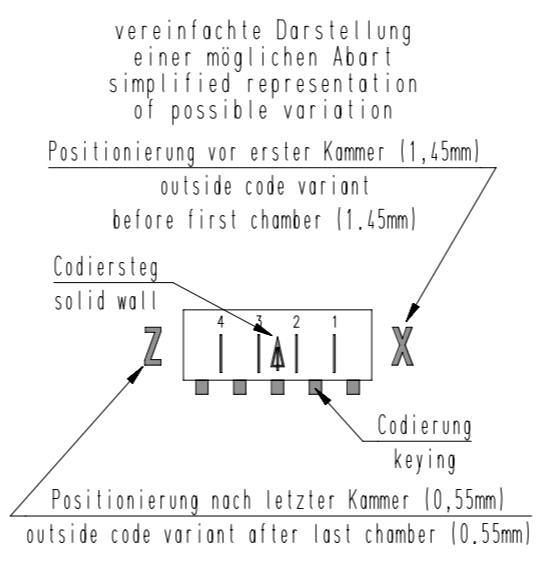 vereinfachte Darstellung
einer möglichen Abart
simplified representation
of possible variation
Positionierung vor erster Kammer (1,45mm)
outside code variant
before first chamber (1.45mm)
Codiersteg
solid wall
4 3 2 1
Z X
Codierung
keying
Positionierung nach letzter Kammer (0,55mm)
outside code variant after last chamber (0.55mm)